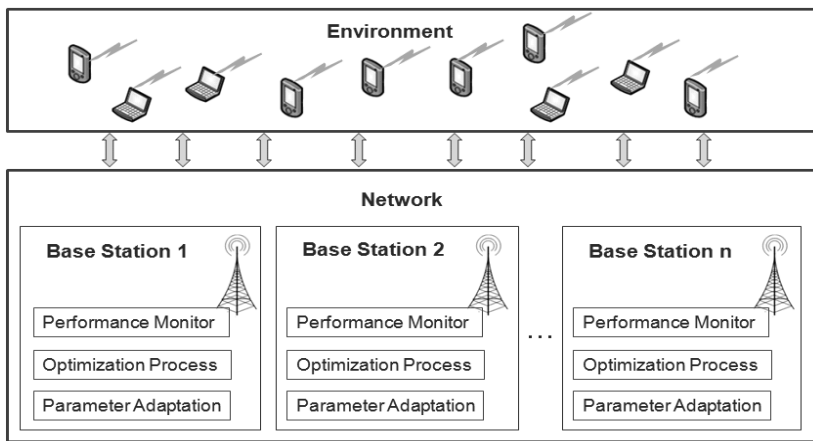 Environment
Network
Base Station 1
Performance Monitor
Optimization Process
Parameter Adaptation
Base Station 2
Performance Monitor
Optimization Process
Parameter Adaptation
...
Base Station n
Performance Monitor
Optimization Process
Parameter Adaptation